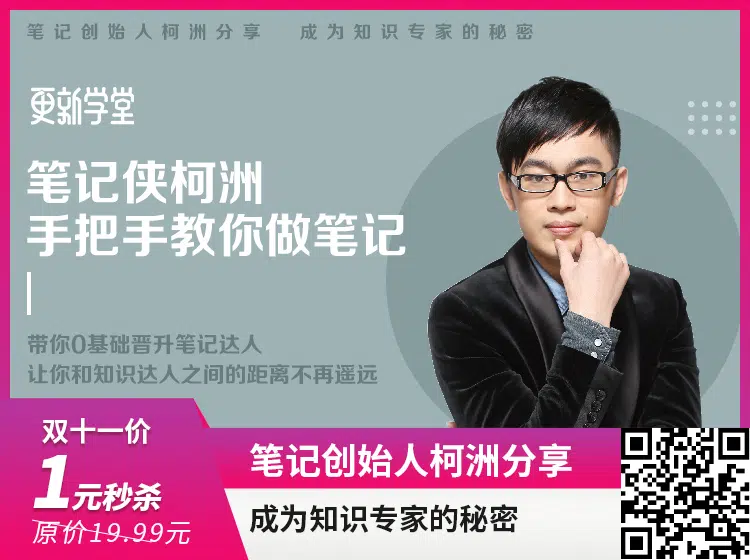 笔记创始人柯洲分享 成为知识专家的秘密
更新学堂
笔记侠柯洲
手把手教你做笔记
带你0基础晋升笔记达人
让你和知识达人之间的距离不再遥远
双十一价
1元秒杀
原价19.99元
笔记创始人柯洲分享
成为知识专家的秘密